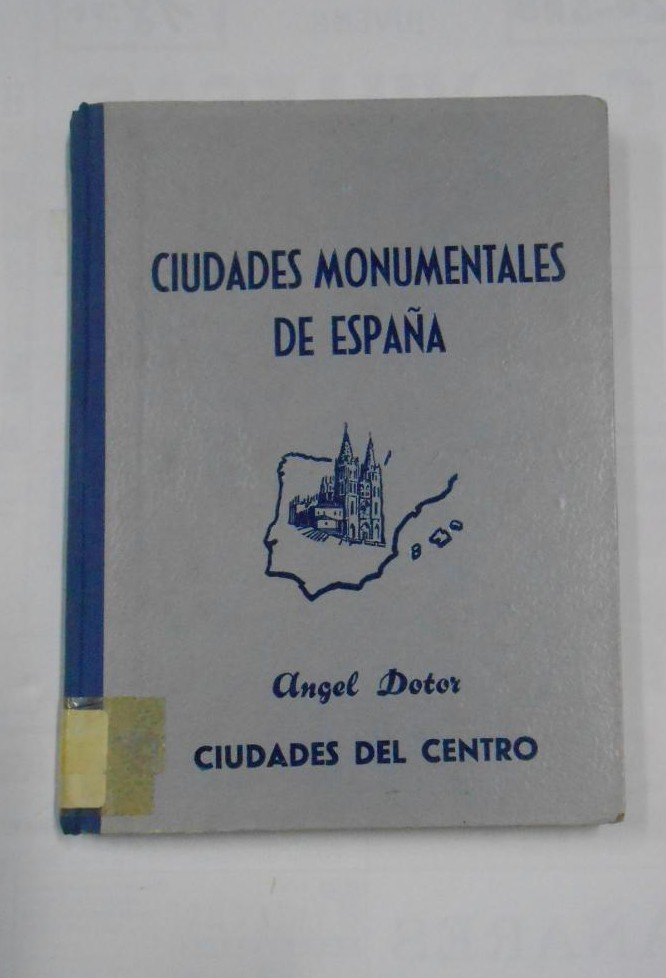 CIUDADES MONUMENTALES
DE ESPAÑA
Angel Dotor
CIUDADES DEL CENTRO